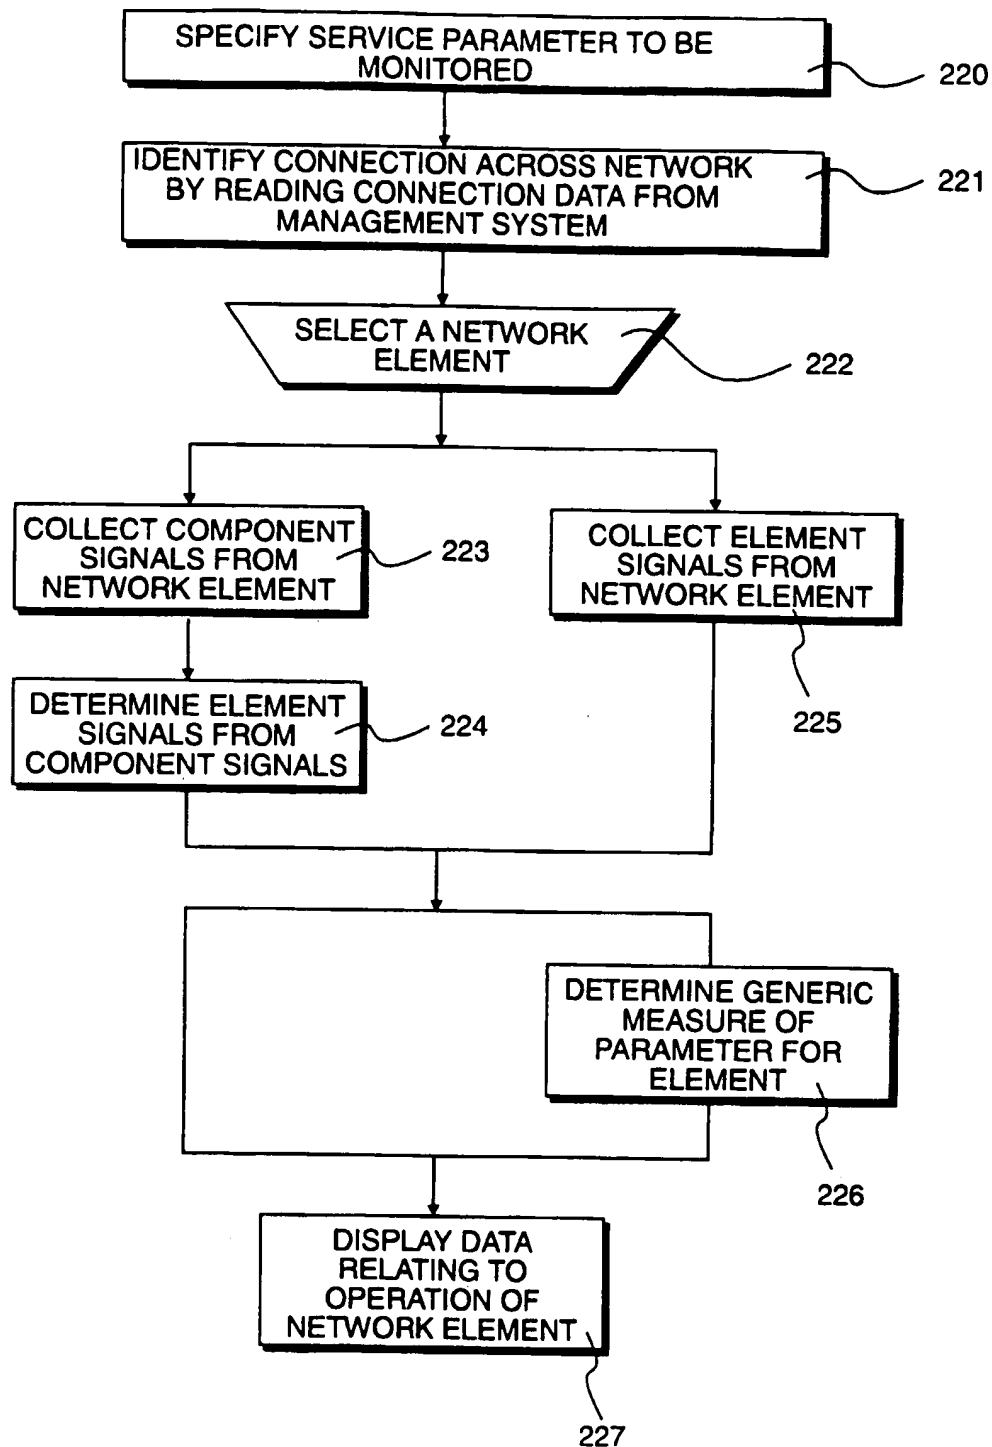 SPECIFY SERVICE PARAMETER TO BE
MONITORED
220
IDENTIFY CONNECTION ACROSS NETWORK
BY READING CONNECTION DATA FROM
MANAGEMENT SYSTEM
221
SELECT A NETWORK
ELEMENT
222
COLLECT COMPONENT
SIGNALS FROM
NETWORK ELEMENT
223
COLLECT ELEMENT
SIGNALS FROM
NETWORK ELEMENT
225
DETERMINE ELEMENT
SIGNALS FROM
COMPONENT SIGNALS
224
DETERMINE GENERIC
MEASURE OF
PARAMETER FOR
ELEMENT
226
DISPLAY DATA
RELATING TO
OPERATION OF
NETWORK ELEMENT
227